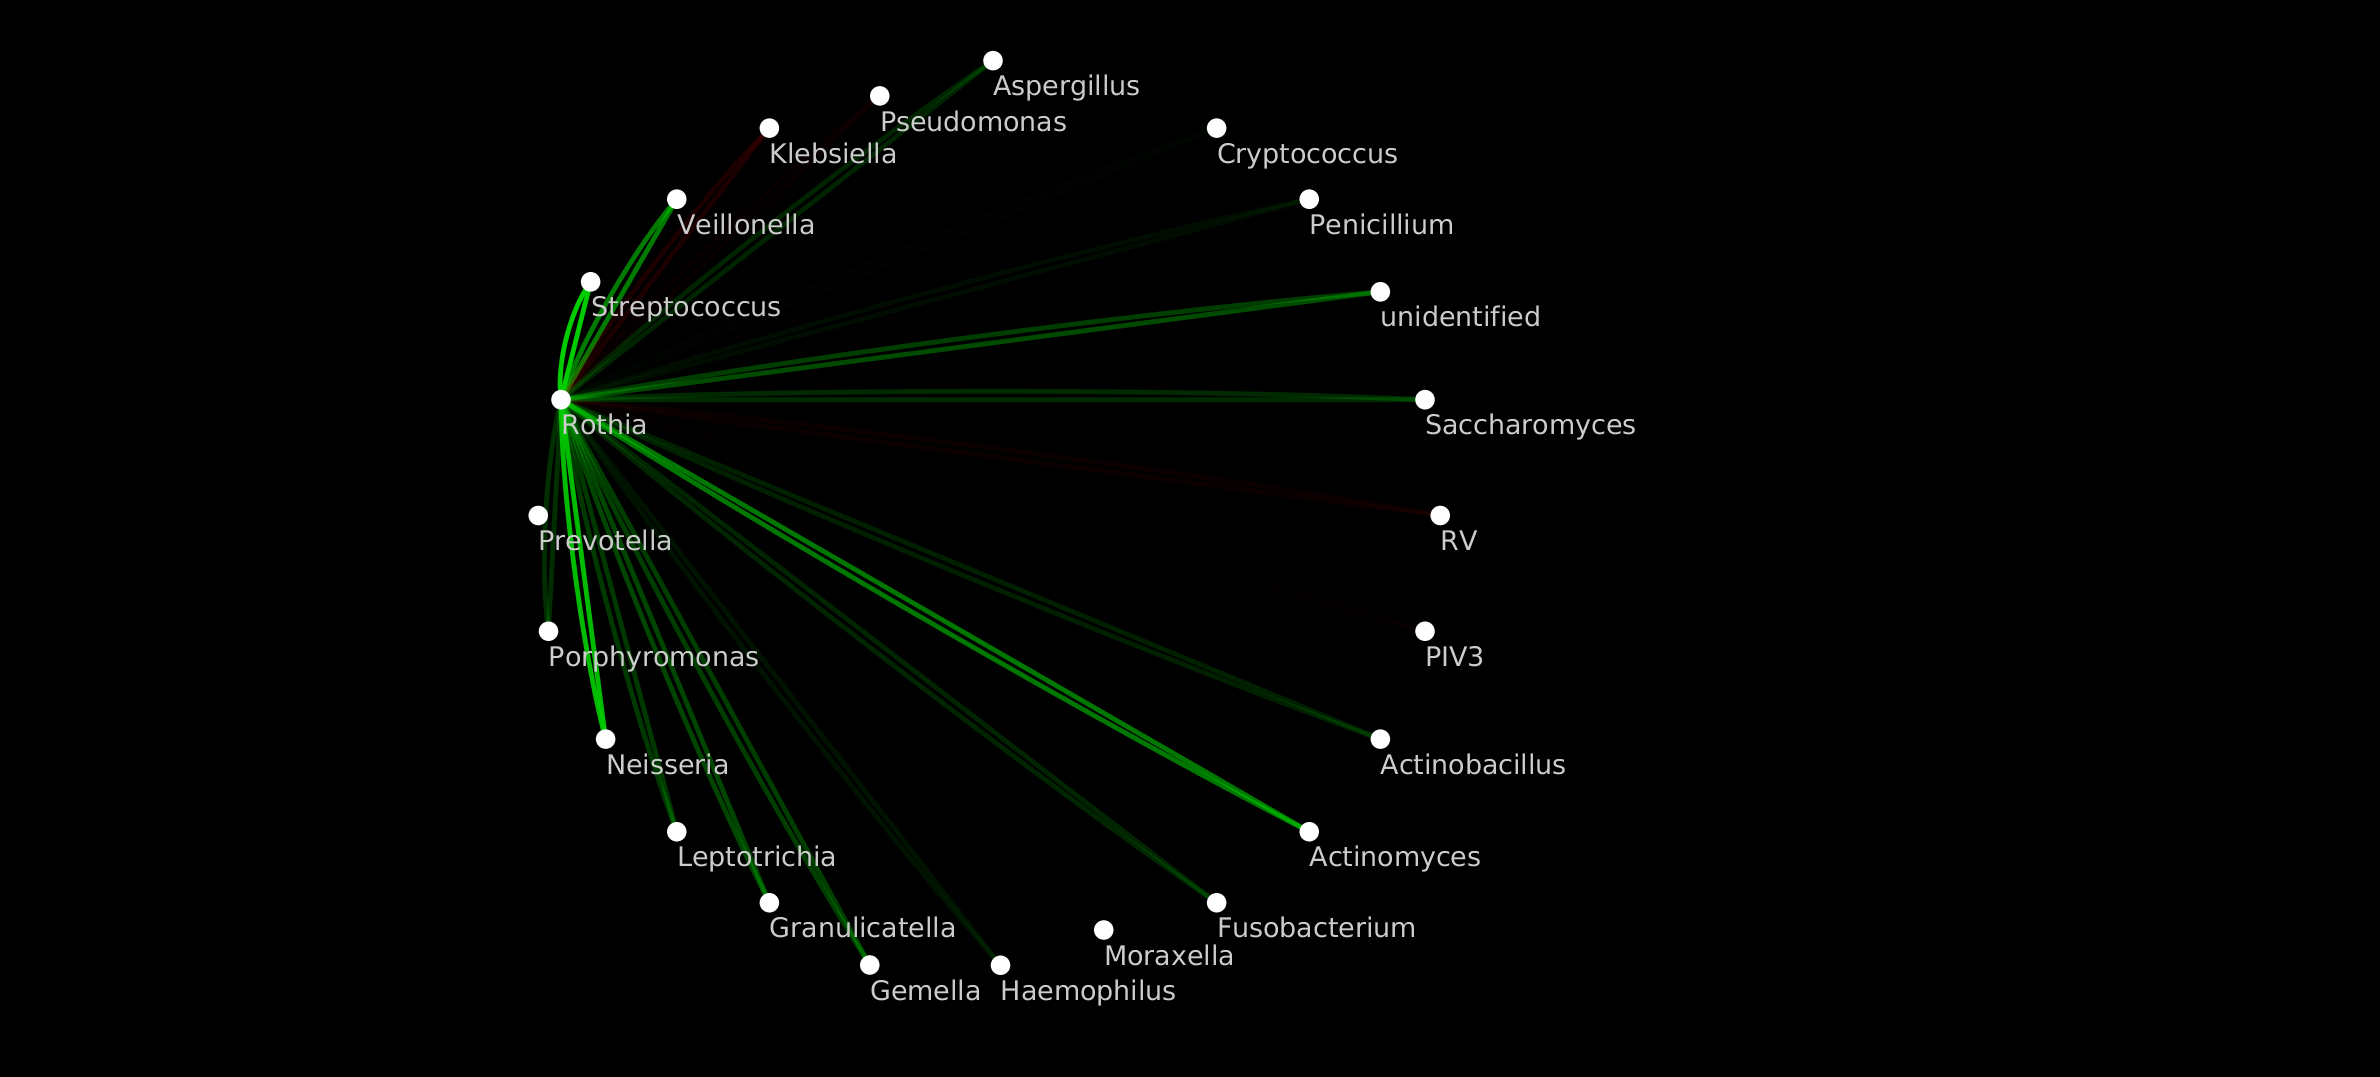 Aspergillus
Pseudomonas
Klebsiella
Cryptococcus
Veillonella
Penicillium
Streptococcus
unidentified
Rothia
Saccharomyces
Prevotella
RV
Porphyromonas
PIV3
Neisseria
Actinobacillus
Leptotrichia
Actinomyces
Granulicatella
Fusobacterium
Moraxella
Gemella
Haemophilus